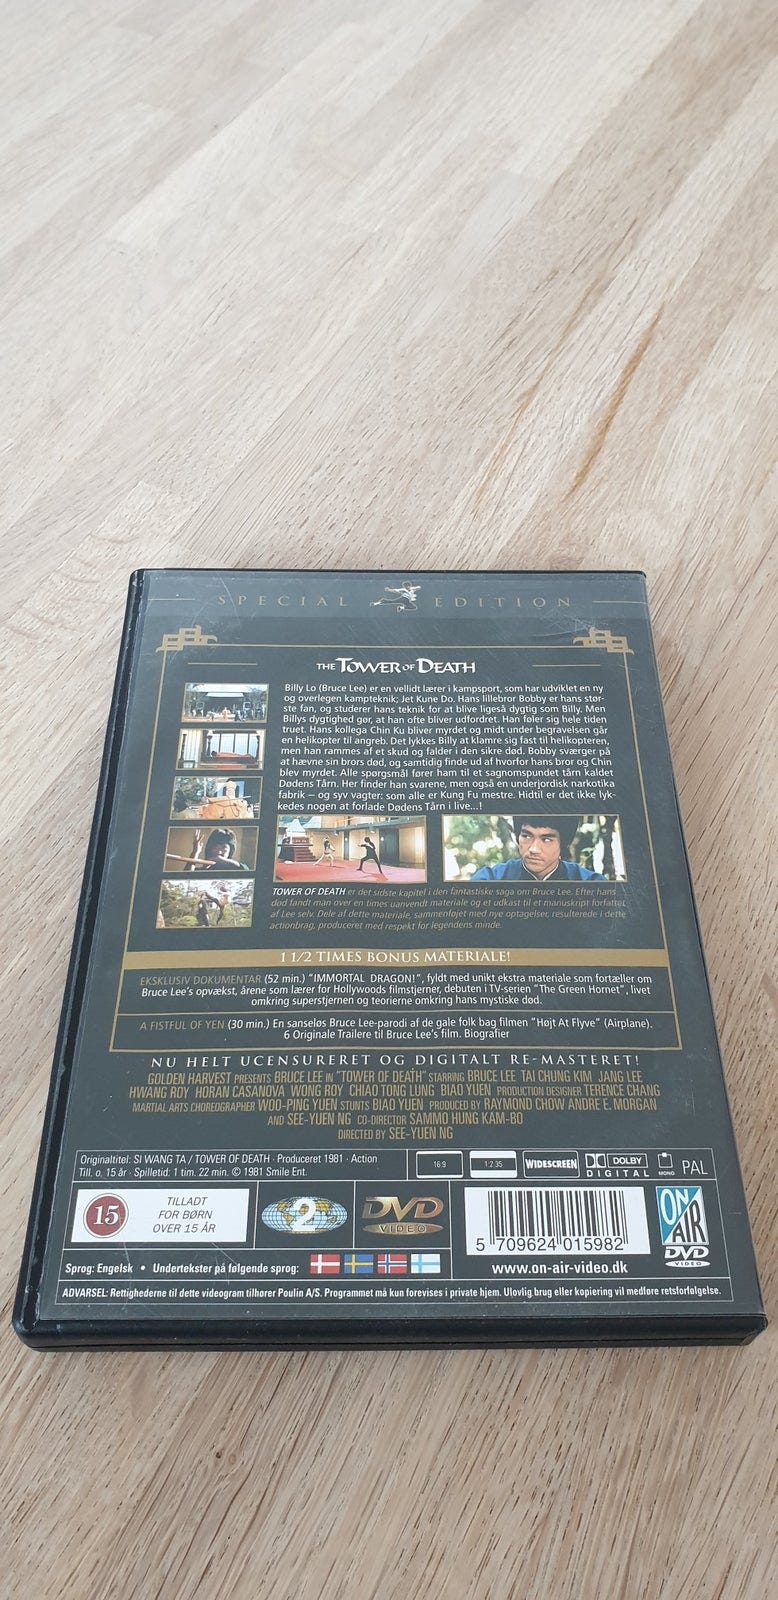 SPECIAL EDITION
THE TOWER OF DEATH
Billy Lo (Bruce Lee) er en vellidt lærer i kampsport, som har udviklet en ny
og overlegen kampteknik; Jet Kune Do. Hans lillebror Bobby er hans stør-
ste fan, og studerer hans teknik for at blive ligeså dygtig som Billy. Men
Billys dygtighed gør, at han ofte bliver udfordret. Han føler sig hele tiden
truet. Hans kollega Chin Ku bliver myrdet og midt under begravelsen går
en helikopter til angreb. Det lykkes Billy at klamre sig fast til helikopteren,
men han rammes af et skud og falder i den sikre død. Bobby sværger på
at hævne sin brors død, og samtidig finde ud af hvorfor hans bror og Chin
blev myrdet. Alle spørgsmål fører ham til et sagnomspundet tårn kaldet
Dødens Tårn. Her finder han svarene, men også en underjordisk narkotika
fabrik – og syv vagter: som alle er Kung Fu mestre. Hidtil er det ikke lyk-
kedes nogen at forlade Dødens Tårn i live...!
TOWER OF DEATH er det sidste kapitel i den fantastiske saga om Bruce Lee. Efter hans
død fandt man over en times uanvendt materiale og et udkast til et manuskript forfattet
af Lee selv. Dele af dette materiale, sammenføjet med nye optagelser, resulterede i dette
actionbrag, produceret med respekt for legendens minde.
1 1/2 TIMES BONUS MATERIALE!
EKSKLUSIV DOKUMENTAR (52 min.) "IMMORTAL DRAGON!", fyldt med unikt ekstra materiale som fortæller om
Bruce Lee's opvækst, årene som lærer for Hollywoods filmstjerner, debuten i TV-serien "The Green Hornet", livet
omkring superstjernen og teorierne omkring hans mystiske død.
A FISTFUL OF YEN (30 min.) En sanseløs Bruce Lee-parodi af de gale folk bag filmen "Højt At Flyve" (Airplane).
6 Originale Trailere til Bruce Lee's film. Biografier
NU HELT UCENSURERET OG DIGITALT RE-MASTERET!
GOLDEN HARVEST PRESENTS BRUCE LEE IN "TOWER OF DEATH" STARRING BRUCE LEE TAI CHUNG KIM JANG LEE
HWANG ROY HORAN CASANOVA WONG ROY CHIAO TONG LUNG BIAO YUEN PRODUCTION DESIGNER TERENCE CHANG
MARTIAL ARTS CHOREOGRAPHER WOO-PING YUEN STUNTS BIAO YUEN PRODUCED BY RAYMOND CHOW ANDRE E. MORGAN
AND SEE-YUEN NG CO-DIRECTOR SAMMO HUNG KAM-BO
DIRECTED BY SEE-YUEN NG
Originaltitel: SI WANG TA / TOWER OF DEATH · Produceret 1981 · Action
Till. o. 15 år · Spilletid: 1 tim. 22 min. © 1981 Smile Ent.
16:9 1:2.35 WIDESCREEN DOLBY DIGITAL MONO PAL
15 TILLADT
FOR BØRN
OVER 15 ÅR
2
DVD
VIDEO
5 709624 015982
ON AIR
DVD
VIDEO
Sprog: Engelsk • Undertekster på følgende sprog:
www.on-air-video.dk
ADVARSEL: Rettighederne til dette videogram tilhører Poulin A/S. Programmet må kun forevises i private hjem. Ulovlig brug eller kopiering vil medføre retsforfølgelse.